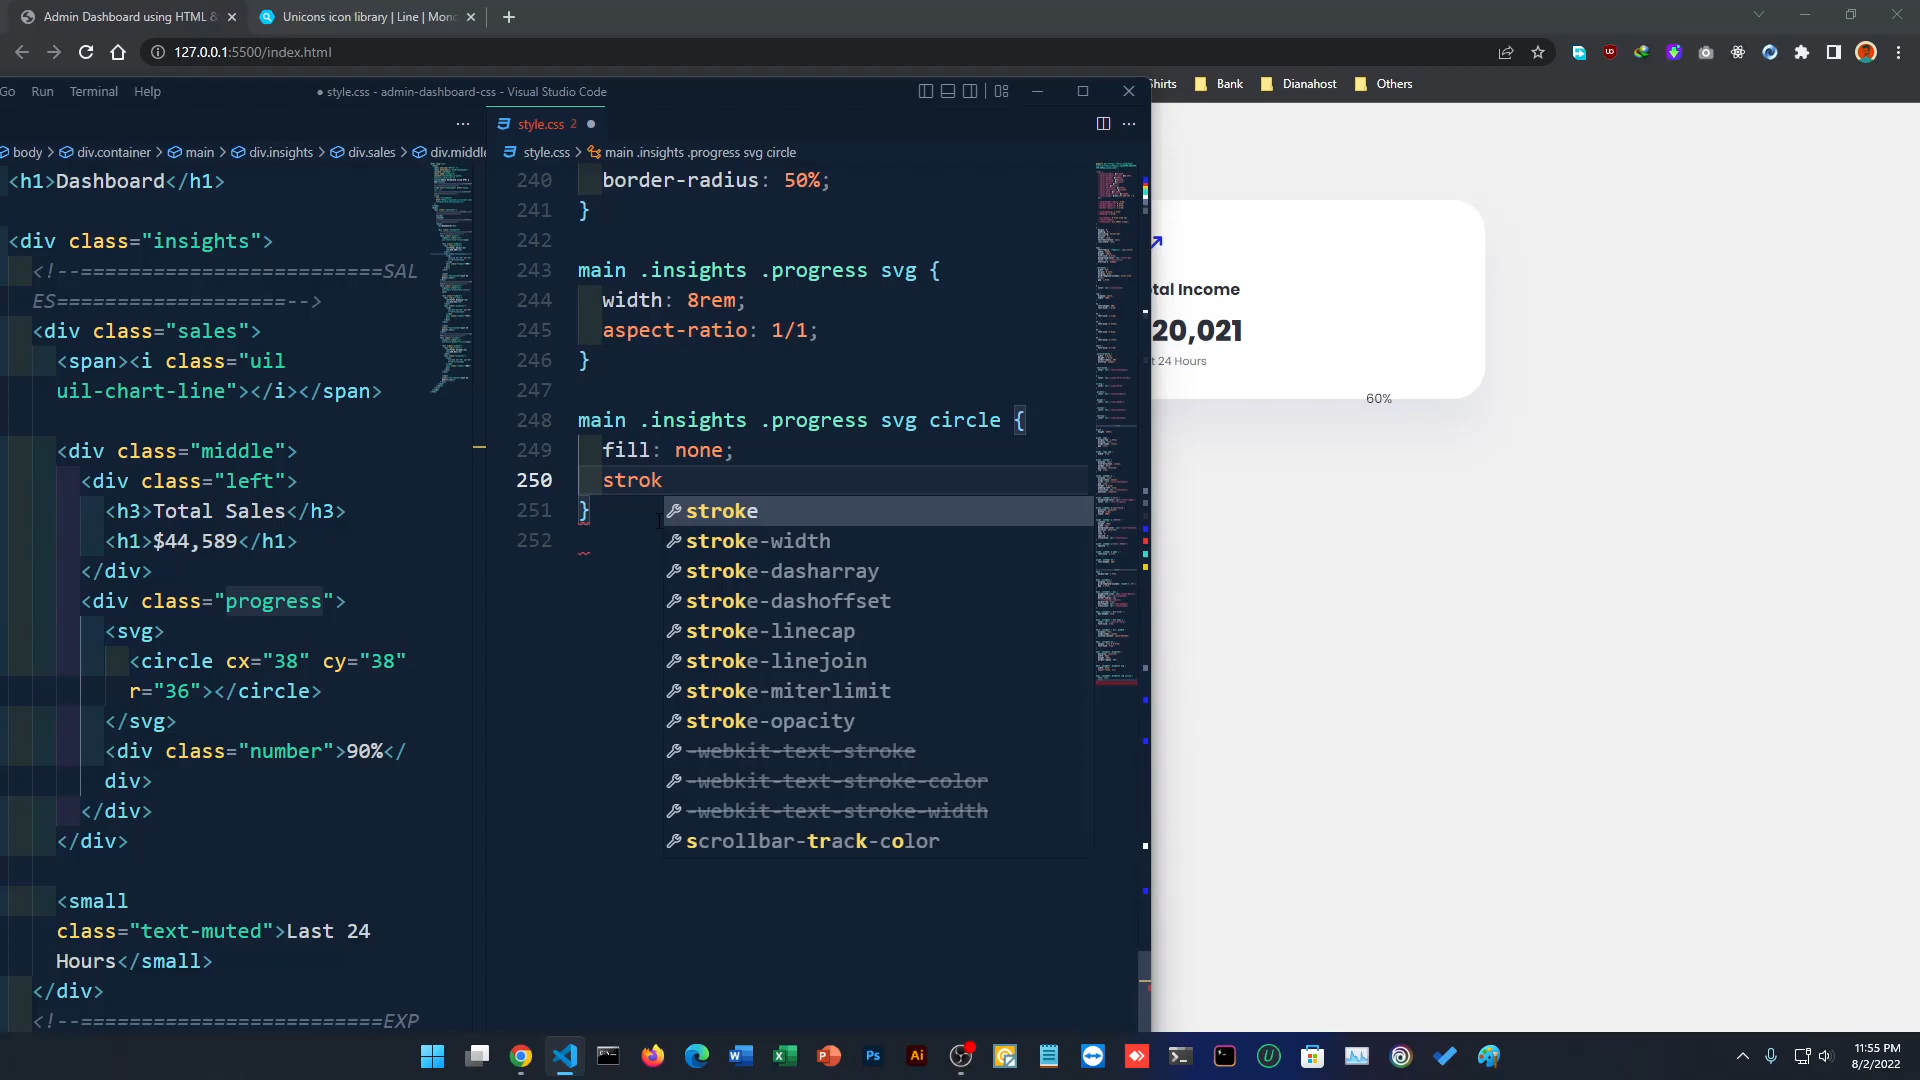 Admin Dashboard using HTML &
Unicons icon library | Line | Mono
127.0.0.1:5500/index.html
Go Run Terminal Help
● style.css - admin-dashboard-css - Visual Studio Code
Shirts Bank Dianahost Others
style.css 2
body > div.container > main > div.insights > div.sales > div.middle
style.css > main .insights .progress svg circle
<h1>Dashboard</h1>
<div class="insights">
<!--===========================SAL
ES===================-->
<div class="sales">
<span><i class="uil
uil-chart-line"></i></span>
<div class="middle">
<div class="left">
<h3>Total Sales</h3>
<h1>$44,589</h1>
</div>
<div class="progress">
<svg>
<circle cx="38" cy="38"
r="36"></circle>
</svg>
<div class="number">90%</
div>
</div>
</div>
<small
class="text-muted">Last 24
Hours</small>
</div>
<!--===========================EXP
240 border-radius: 50%;
241 }
242
243 main .insights .progress svg {
244 width: 8rem;
245 aspect-ratio: 1/1;
246 }
247
248 main .insights .progress svg circle {
249 fill: none;
250 strok
251 }
252
stroke
stroke-width
stroke-dasharray
stroke-dashoffset
stroke-linecap
stroke-linejoin
stroke-miterlimit
stroke-opacity
-webkit-text-stroke
-webkit-text-stroke-color
-webkit-text-stroke-width
scrollbar-track-color
tal Income
20,021
t 24 Hours
60%
11:55 PM
8/2/2022